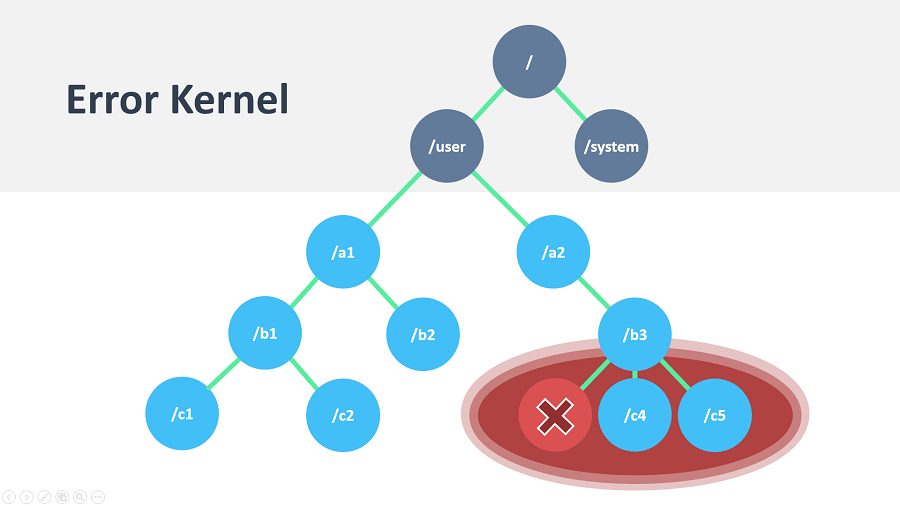 Error Kernel
/
/user
/system
/a1
/a2
/b1
/b2
/b3
/c1
/c2
/c4
/c5